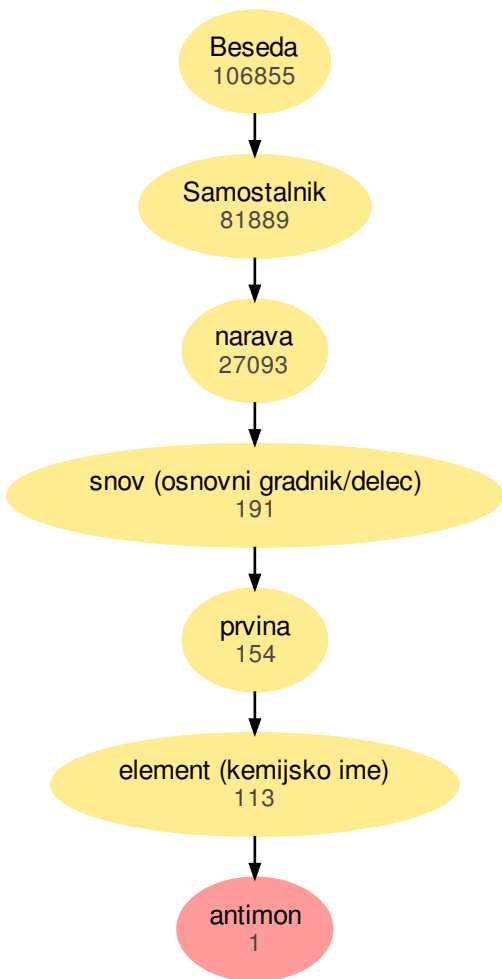 Beseda
106855
Samostalnik
81889
narava
27093
snov (osnovni gradnik/delec)
191
prvina
154
element (kemijsko ime)
113
antimon
1